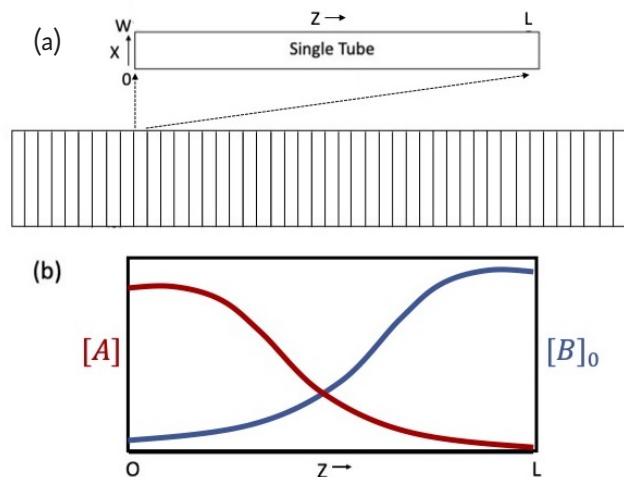 (a)
W Z → L
X Single Tube
0
(b)
[A] [B]₀
O Z → L